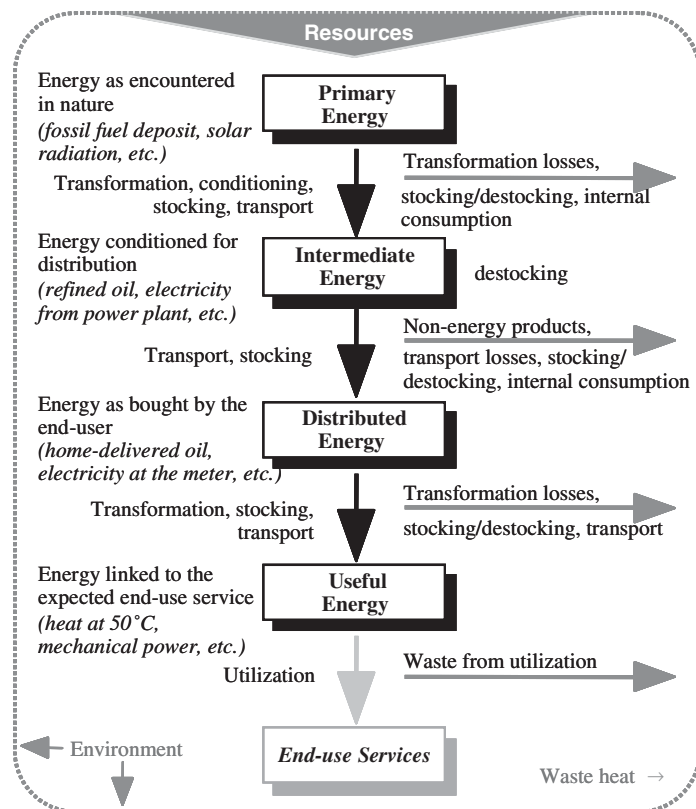 Resources
Energy as encountered
in nature
(fossil fuel deposit, solar
radiation, etc.)
Primary
Energy
Transformation, conditioning,
stocking, transport
Transformation losses,
stocking/destocking, internal
consumption
Energy conditioned for
distribution
(refined oil, electricity
from power plant, etc.)
Intermediate
Energy
destocking
Transport, stocking
Non-energy products,
transport losses, stocking/
destocking, internal consumption
Energy as bought by the
end-user
(home-delivered oil,
electricity at the meter, etc.)
Distributed
Energy
Transformation, stocking,
transport
Transformation losses,
stocking/destocking, transport
Energy linked to the
expected end-use service
(heat at 50˚C,
mechanical power, etc.)
Useful
Energy
Utilization
Waste from utilization
End-use Services
Environment
Waste heat →